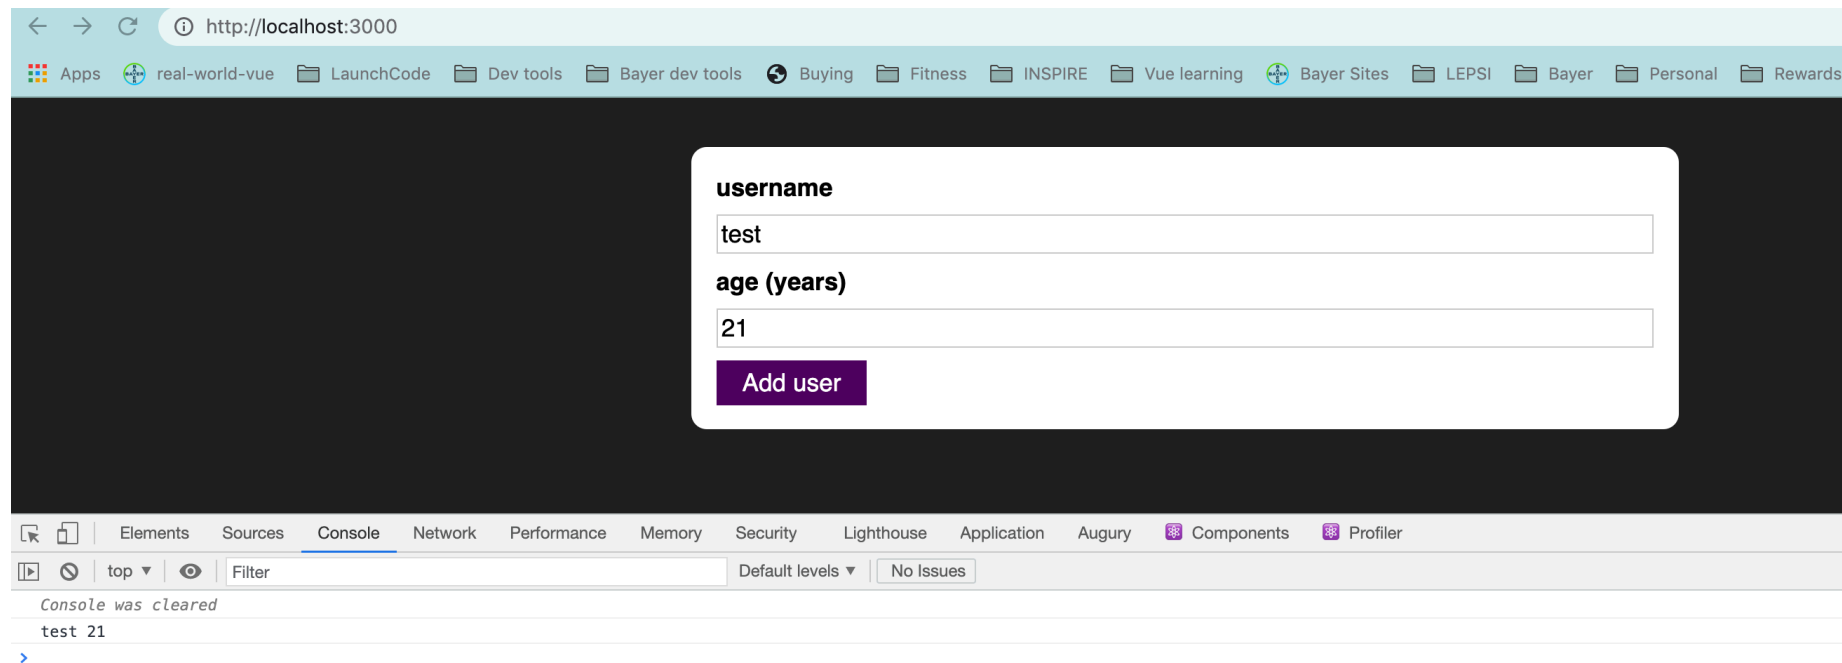 http://localhost:3000
Apps real-world-vue LaunchCode Dev tools Bayer dev tools Buying Fitness INSPIRE Vue learning Bayer Sites LEPSI Bayer Personal Rewards
username
test
age (years)
21
Add user
Elements Sources Console Network Performance Memory Security Lighthouse Application Augury Components Profiler
top Filter Default levels No Issues
Console was cleared
test 21